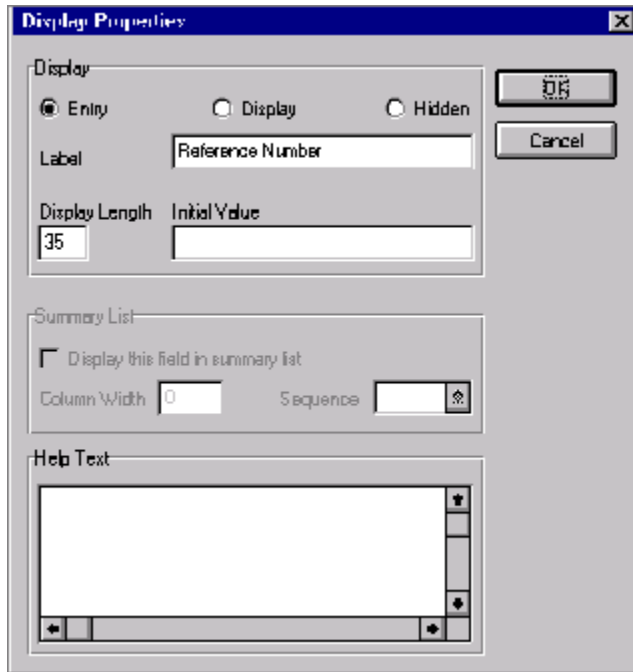 Display Properties
Display
Entry Display Hidden
OK
Label Reference Number
Cancel
Display Length Initial Value
35
Summary List
Display this field in summary list
Column Width 0 Sequence
Help Text